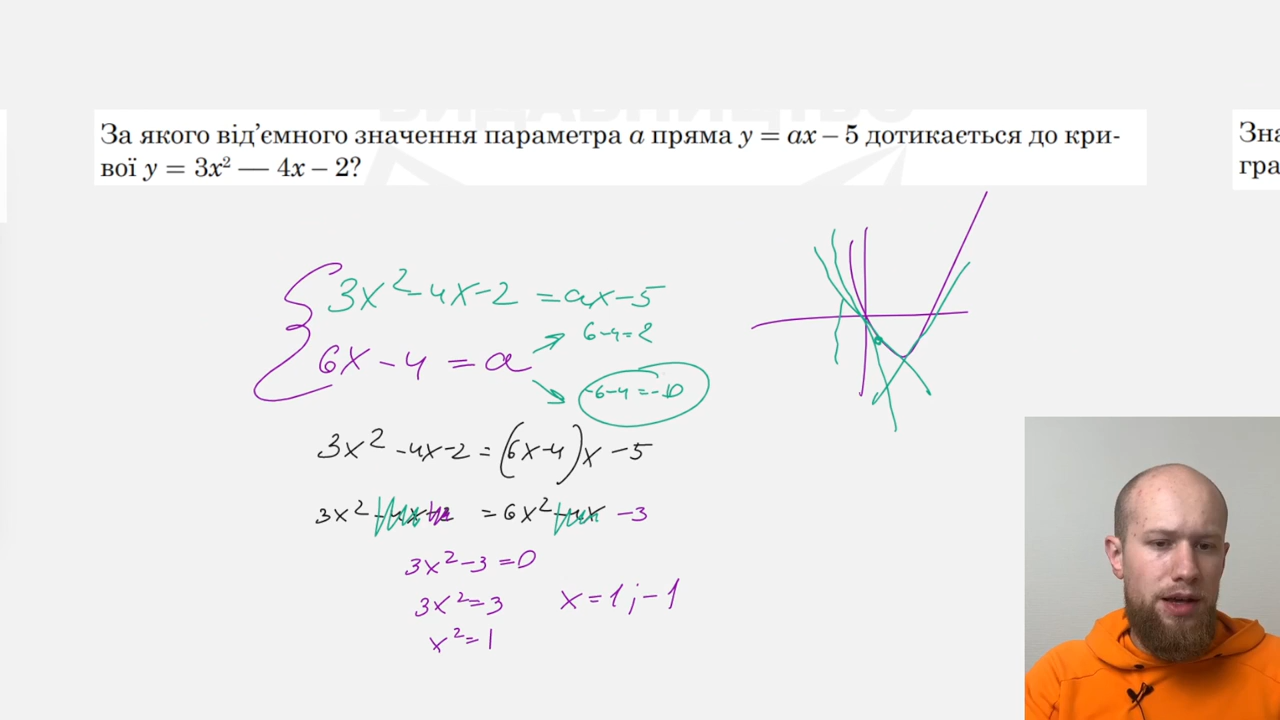 За якого від’ємного значення параметра a пряма y = ax – 5 дотикається до кри-
вої y = 3x² — 4x – 2?
Зна
гра
3x²-4x-2 = ax-5
6-4=2
6x-4 = a
-6-4=-10
3x²-4x-2 = (6x-4)x-5
3x² = 6x² -3
3x²-3=0
3x²=3
x=1;-1
x²=1